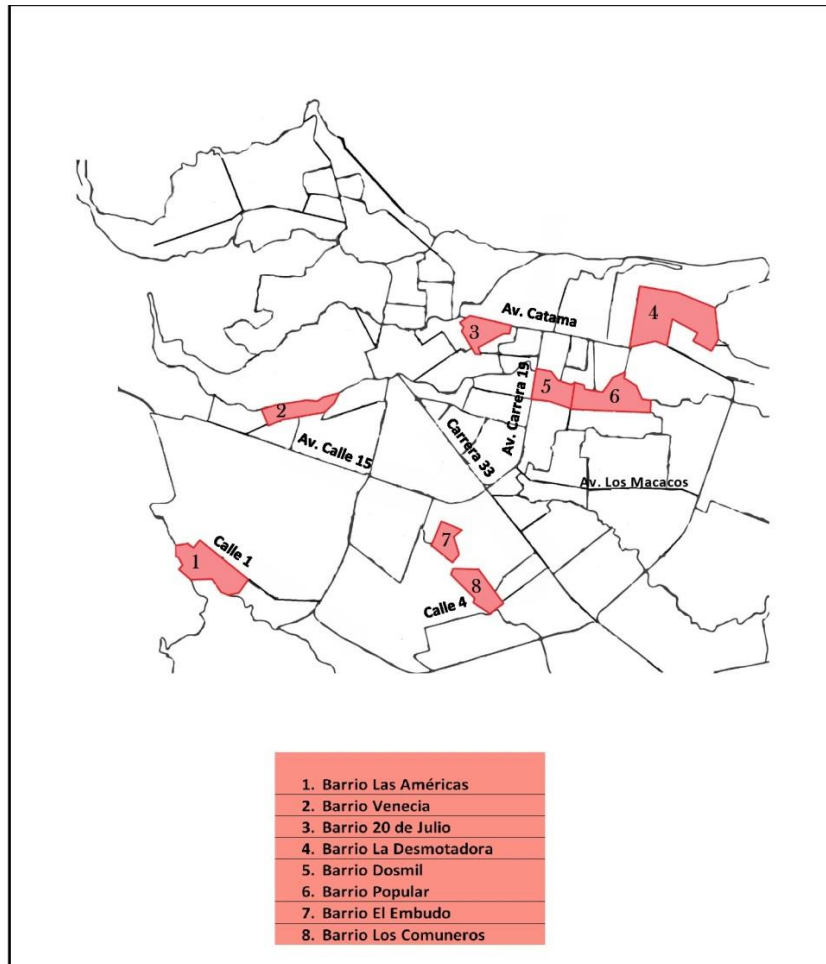 Av. Catama
4
3
Av. Carrera 19
5
6
2
Carrera 33
Av. Calle 15
Av. Los Macacos
7
Calle 1
1
8
Calle 4
1. Barrio Las Américas
2. Barrio Venecia
3. Barrio 20 de Julio
4. Barrio La Desmotadora
5. Barrio Dosmil
6. Barrio Popular
7. Barrio El Embudo
8. Barrio Los Comuneros